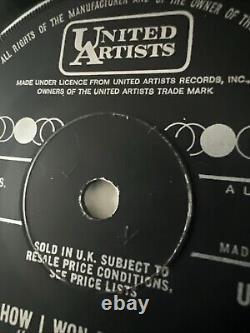 ALL RIGHTS OF THE MANUFACTURER AND OF THE OWNER OF THE
UNITED
ARTISTS
MADE UNDER LICENCE FROM UNITED ARTISTS RECORDS, INC.,
OWNERS OF THE UNITED ARTISTS TRADE MARK
S.
A U
MAD
SOLD IN U.K. SUBJECT TO
RESALE PRICE CONDITIONS,
SEE PRICE LISTS
U
HOW I WON